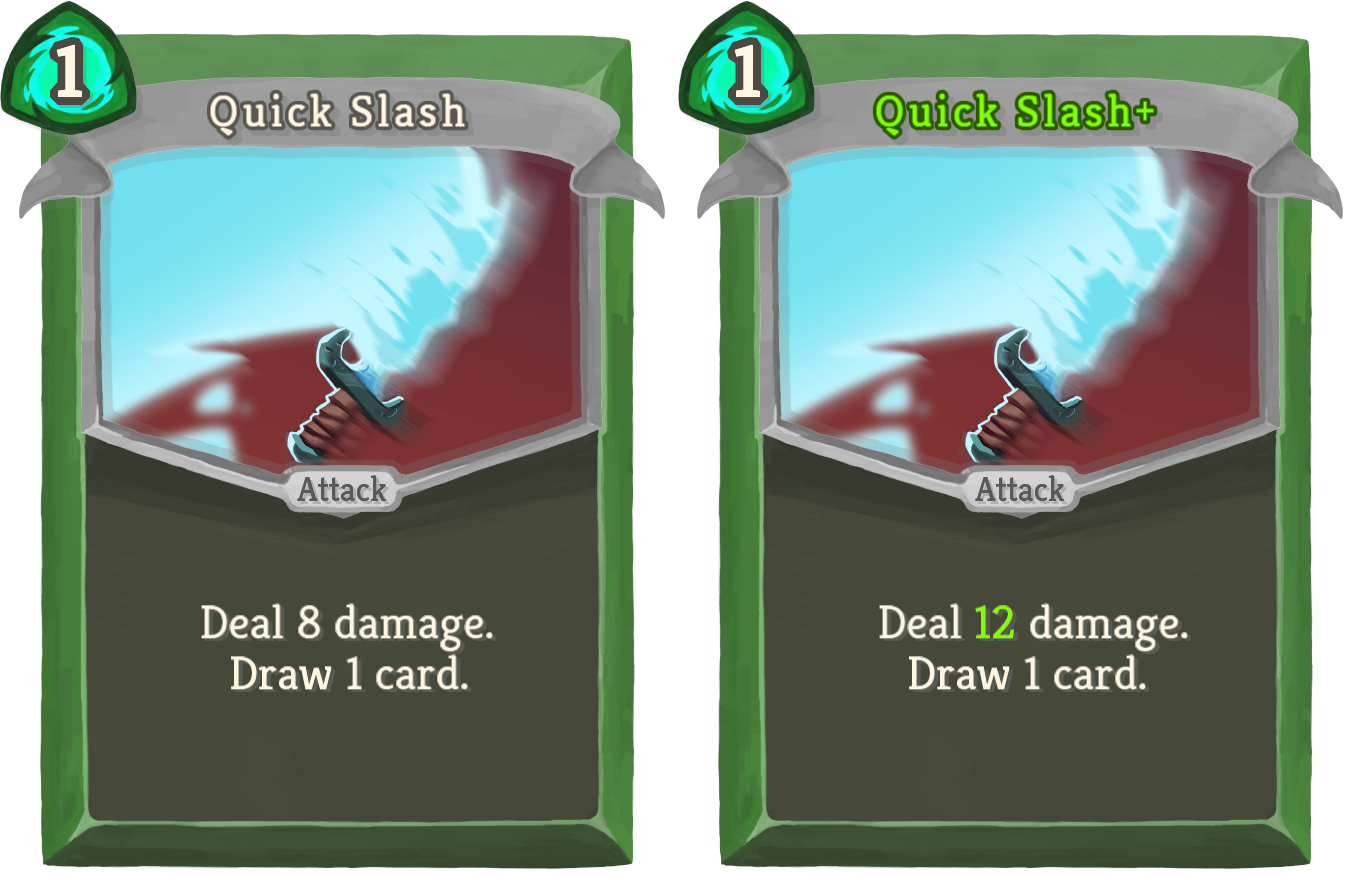 1
Quick Slash
Attack
Deal 8 damage.
Draw 1 card.
1
Quick Slash+
Attack
Deal 12 damage.
Draw 1 card.